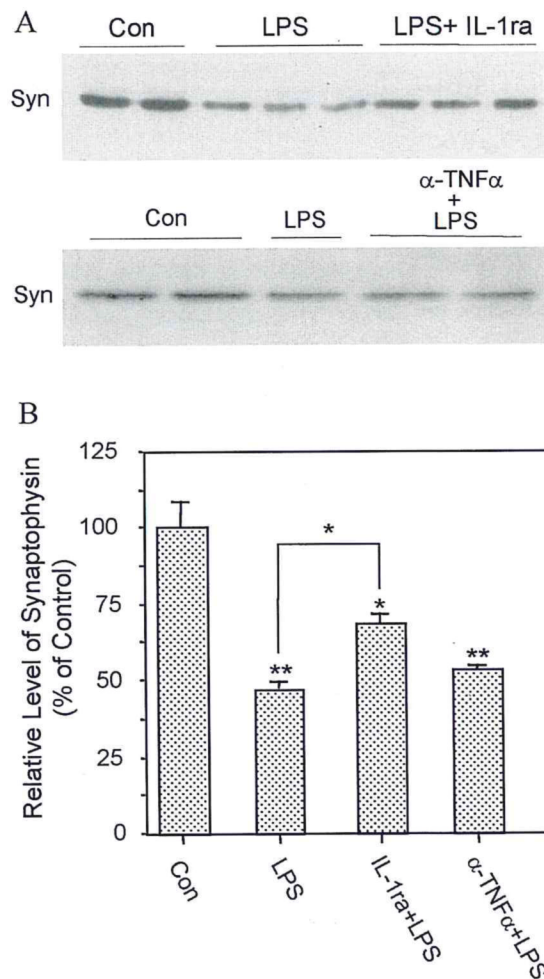 A
Con LPS LPS+ IL-1ra
Syn
α-TNFα
+
Con LPS LPS
Syn
B
Relative Level of Synaptophysin
(% of Control)
125
100
75
50
25
0
*
**
*
**
Con
LPS
IL-1ra+LPS
α-TNFα+LPS